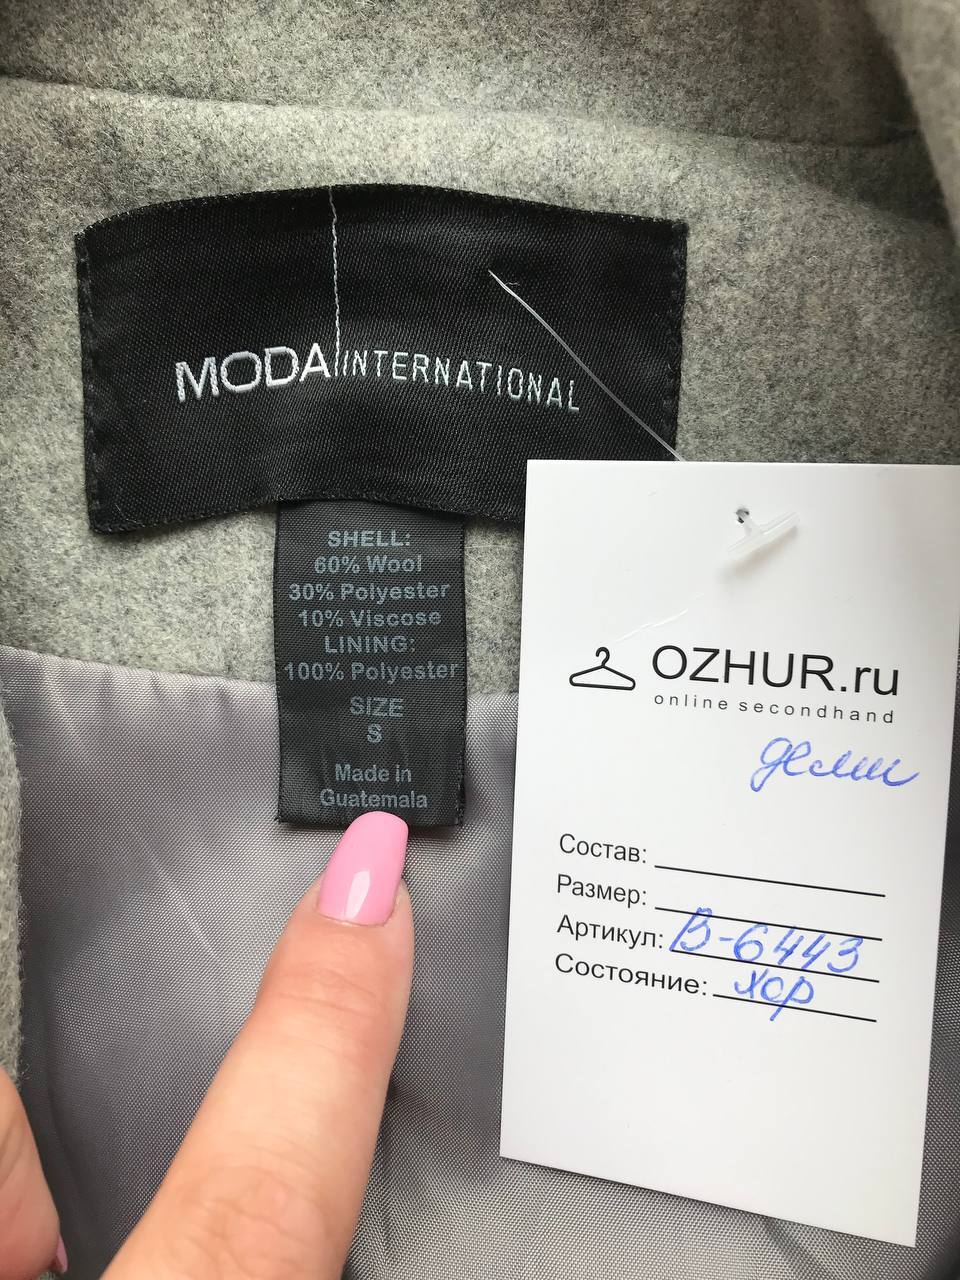 MODA INTERNATIONAL
SHELL:
60% Wool
30% Polyester
10% Viscose
LINING:
100% Polyester
SIZE
S
Made in
Guatemala
OZHUR.ru
online secondhand
деми
Состав:
Размер:
Артикул: В-6443
Состояние: хор